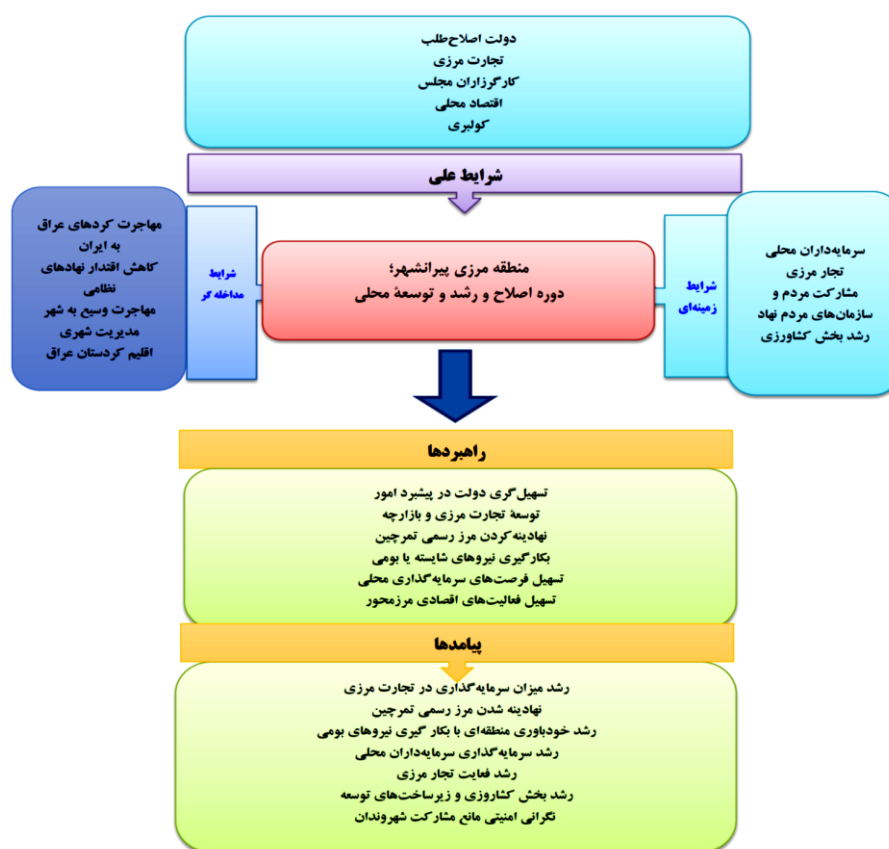 دولت اصلاح‌طلب
تجارت مرزی
کارگرزاران مجلس
اقتصاد محلی
کولبری
شرایط علی
سرمایه‌داران محلی
تجار مرزی
مشارکت مردم و
سازمان‌های مردم نهاد
رشد بخش کشاورزی
شرایط
زمینه‌ای
منطقه مرزی پیرانشهر؛
دوره اصلاح و رشد و توسعهٔ محلی
شرایط
مداخله گر
مهاجرت کردهای عراق
به ایران
کاهش اقتدار نهادهای
نظامی
مهاجرت وسیع به شهر
مدیریت شهری
اقلیم کردستان عراق
راهبردها
تسهیل‌گری دولت در پیشبرد امور
توسعهٔ تجارت مرزی و بازارچه
نهادینه‌کردن مرز رسمی تمرچین
بکارگیری نیروهای شایسته یا بومی
تسهیل فرصت‌های سرمایه‌گذاری محلی
تسهیل فعالیت‌های اقتصادی مرزمحور
پیامدها
رشد میزان سرمایه‌گذاری در تجارت مرزی
نهادینه شدن مرز رسمی تمرچین
رشد خودباوری منطقه‌ای با بکار گیری نیروهای بومی
رشد سرمایه‌گذاری سرمایه‌داران محلی
رشد فعایت تجار مرزی
رشد بخش کشاروزی و زیرساخت‌های توسعه
نگرانی امنیتی مانع مشارکت شهروندان